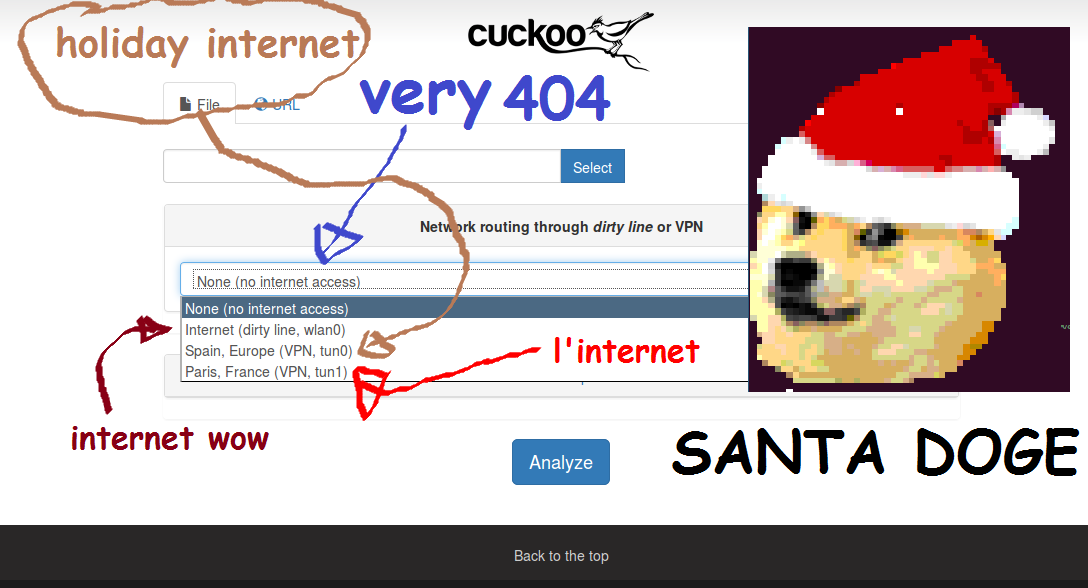 holiday internet
cuckoo
very 404
File
URL
Select
Network routing through dirty line or VPN
None (no internet access)
None (no internet access)
Internet (dirty line, wlan0)
Spain, Europe (VPN, tun0)
Paris, France (VPN, tun1)
l'internet
internet wow
Analyze
SANTA DOGE
Back to the top